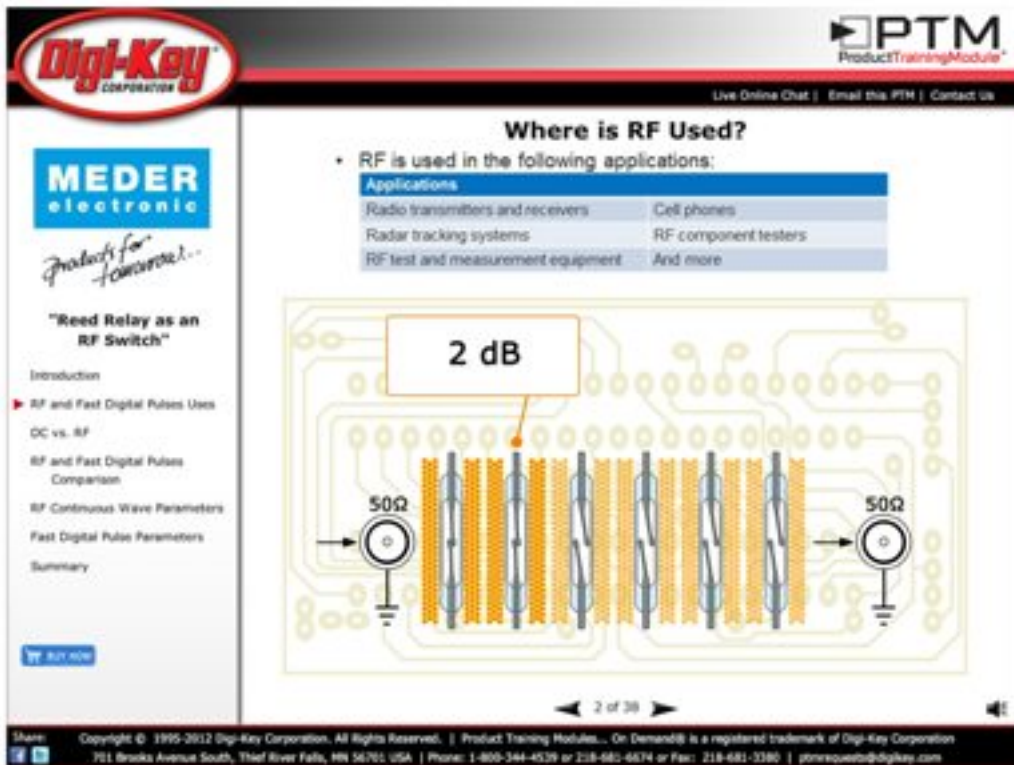 Digi-Key
CORPORATION
PTM
ProductTrainingModule
Live Online Chat | Email this PTM | Contact Us
MEDER
electronic
products for
tomorrow...
"Reed Relay as an
RF Switch"
Introduction
RF and Fast Digital Pulses Uses
DC vs. RF
RF and Fast Digital Pulses
Comparison
RF Continuous Wave Parameters
Fast Digital Pulse Parameters
Summary
BUY NOW
Where is RF Used?
• RF is used in the following applications:
Applications
Radio transmitters and receivers Cell phones
Radar tracking systems RF component testers
RF test and measurement equipment And more
2 dB
50Ω
50Ω
2 of 38
Share:
Copyright © 1995-2012 Digi-Key Corporation. All Rights Reserved. | Product Training Modules... On Demand® is a registered trademark of Digi-Key Corporation
701 Brooks Avenue South, Thief River Falls, MN 56701 USA | Phone: 1-800-344-4539 or 218-681-6674 or Fax: 218-681-3380 | ptmrequests@digikey.com